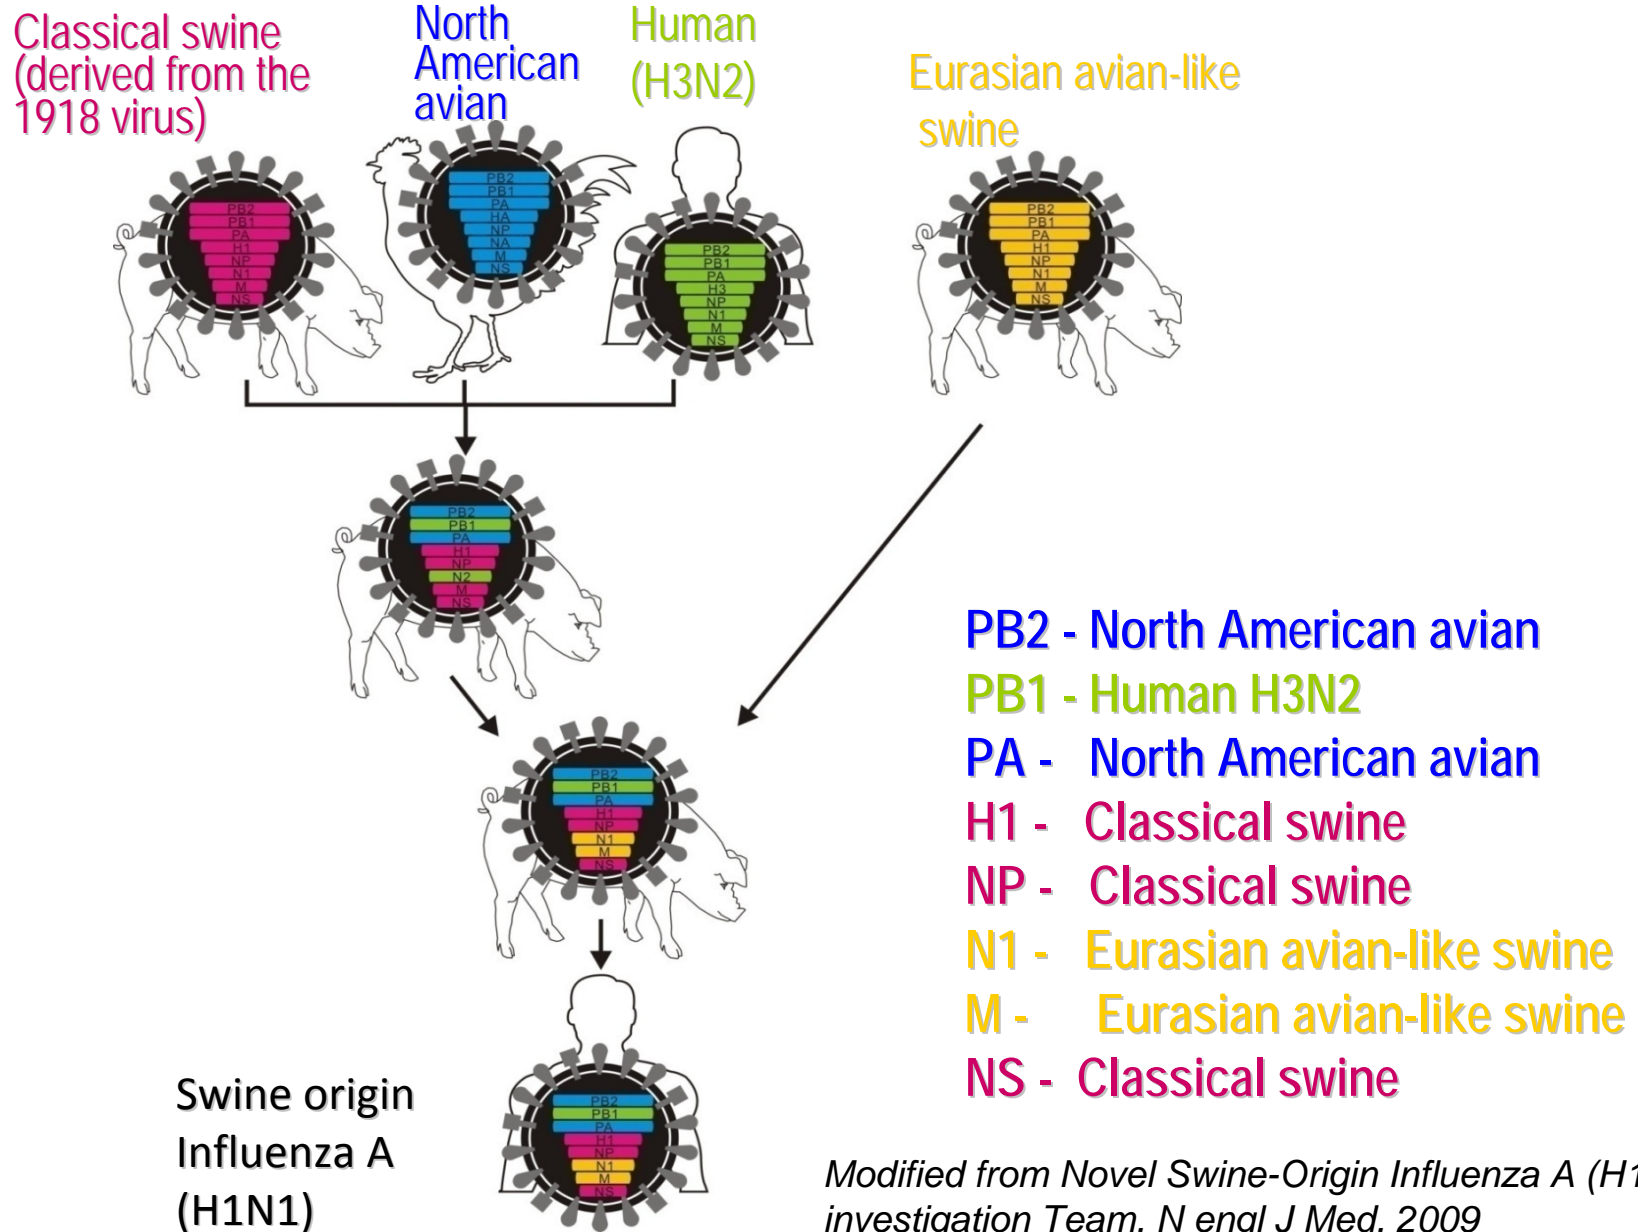 Classical swine
(derived from the
1918 virus)
North
American
avian
Human
(H3N2)
Eurasian avian-like
swine
PB2
PB1
PA
H1
NP
N1
M
NS
PB2
PB1
PA
HA
NP
NA
M
NS
PB2
PB1
PA
H3
NP
N1
M
NS
PB2
PB1
PA
H1
NP
N1
M
NS
PB2
PB1
PA
H1
NP
N2
M
NS
PB2
PB1
PA
H1
NP
N1
M
NS
PB2
PB1
PA
H1
NP
N1
M
NS
PB2 - North American avian
PB1 - Human H3N2
PA - North American avian
H1 - Classical swine
NP - Classical swine
N1 - Eurasian avian-like swine
M - Eurasian avian-like swine
NS - Classical swine
Swine origin
Influenza A
(H1N1)
Modified from Novel Swine-Origin Influenza A (H1
investigation Team. N engl J Med. 2009